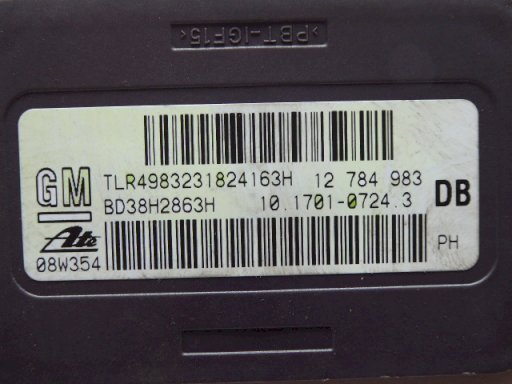 >PBT-IGF15<
GM TLR4983231824163H 12 784 983
BD38H2863H 10.1701-0724.3 DB
Ate PH
08W354